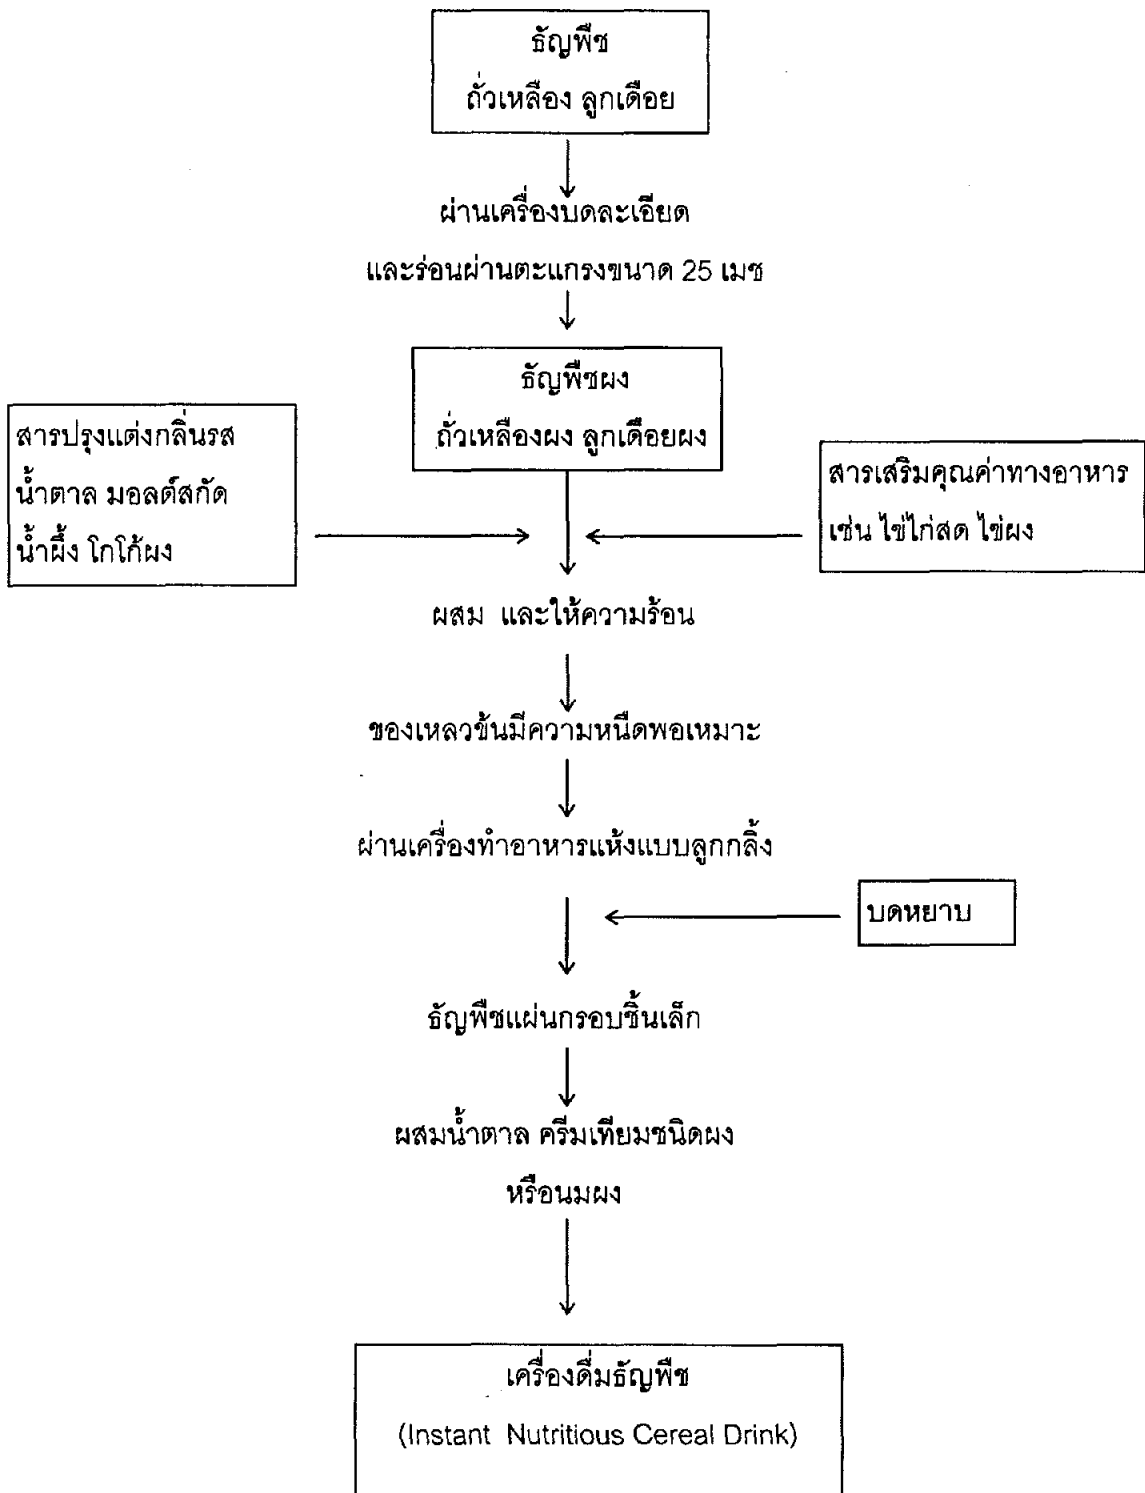 ธัญพืช
ถั่วเหลือง ลูกเดือย
ผ่านเครื่องบดละเอียด
และร่อนผ่านตะแกรงขนาด 25 เมช
ธัญพืชผง
ถั่วเหลืองผง ลูกเดือยผง
สารปรุงแต่งกลิ่นรส
น้ำตาล มอลต์สกัด
น้ำผึ้ง โกโก้ผง
สารเสริมคุณค่าทางอาหาร
เช่น ไข่ไก่สด ไข่ผง
ผสม และให้ความร้อน
ของเหลวข้นมีความหนืดพอเหมาะ
ผ่านเครื่องทำอาหารแห้งแบบลูกกลิ้ง
บดหยาบ
ธัญพืชแผ่นกรอบชิ้นเล็ก
ผสมน้ำตาล ครีมเทียมชนิดผง
หรือนมผง
เครื่องดื่มธัญพืช
(Instant Nutritious Cereal Drink)